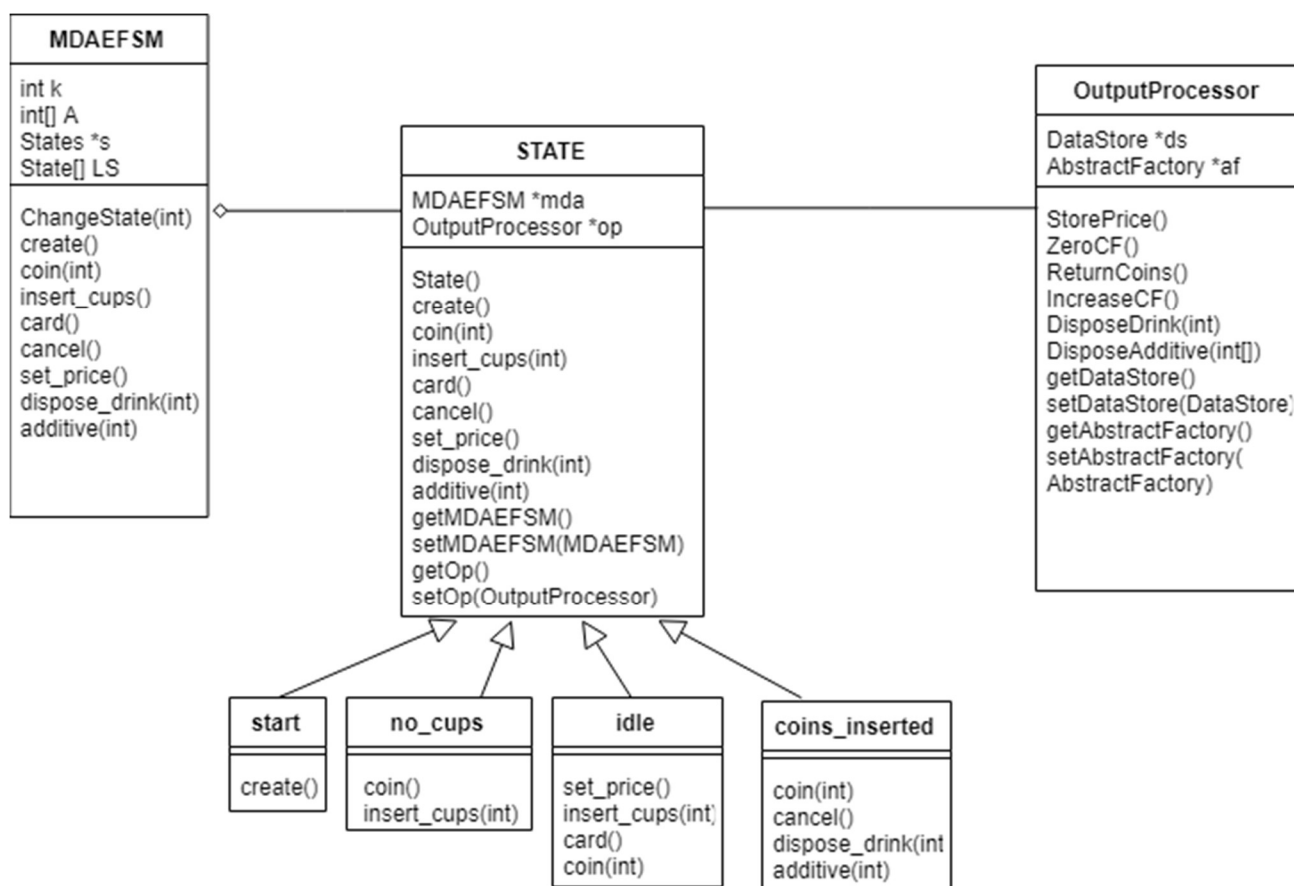 MDAEFSM
int k
int[] A
States *s
State[] LS
ChangeState(int)
create()
coin(int)
insert_cups()
card()
cancel()
set_price()
dispose_drink(int)
additive(int)
STATE
MDAEFSM *mda
OutputProcessor *op
State()
create()
coin(int)
insert_cups(int)
card()
cancel()
set_price()
dispose_drink(int)
additive(int)
getMDAEFSM()
setMDAEFSM(MDAEFSM)
getOp()
setOp(OutputProcessor)
OutputProcessor
DataStore *ds
AbstractFactory *af
StorePrice()
ZeroCF()
ReturnCoins()
IncreaseCF()
DisposeDrink(int)
DisposeAdditive(int[])
getDataStore()
setDataStore(DataStore)
getAbstractFactory()
setAbstractFactory(
AbstractFactory)
start
create()
no_cups
coin()
insert_cups(int)
idle
set_price()
insert_cups(int)
card()
coin(int)
coins_inserted
coin(int)
cancel()
dispose_drink(int
additive(int)